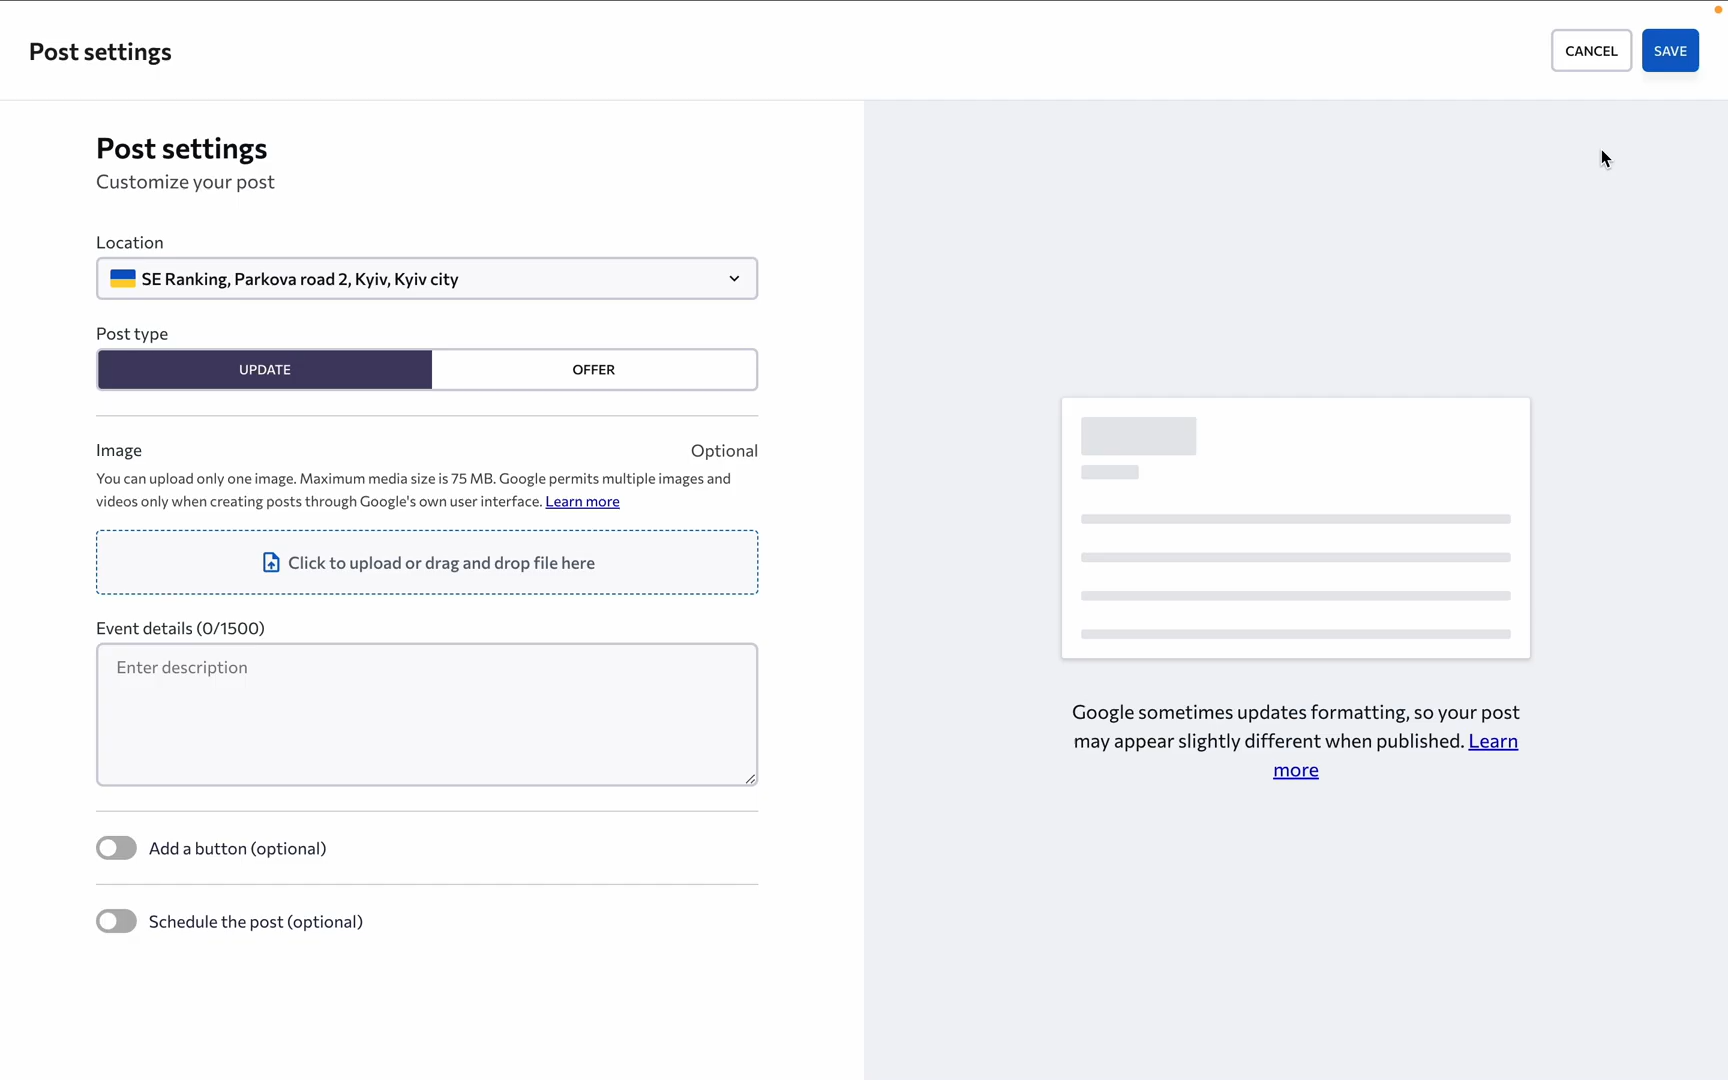 Post settings
CANCEL
SAVE
Post settings
Customize your post
Location
SE Ranking, Parkova road 2, Kyiv, Kyiv city
Post type
UPDATE
OFFER
Image
Optional
You can upload only one image. Maximum media size is 75 MB. Google permits multiple images and
videos only when creating posts through Google's own user interface. Learn more
Click to upload or drag and drop file here
Event details (0/1500)
Enter description
Add a button (optional)
Schedule the post (optional)
Google sometimes updates formatting, so your post
may appear slightly different when published. Learn
more